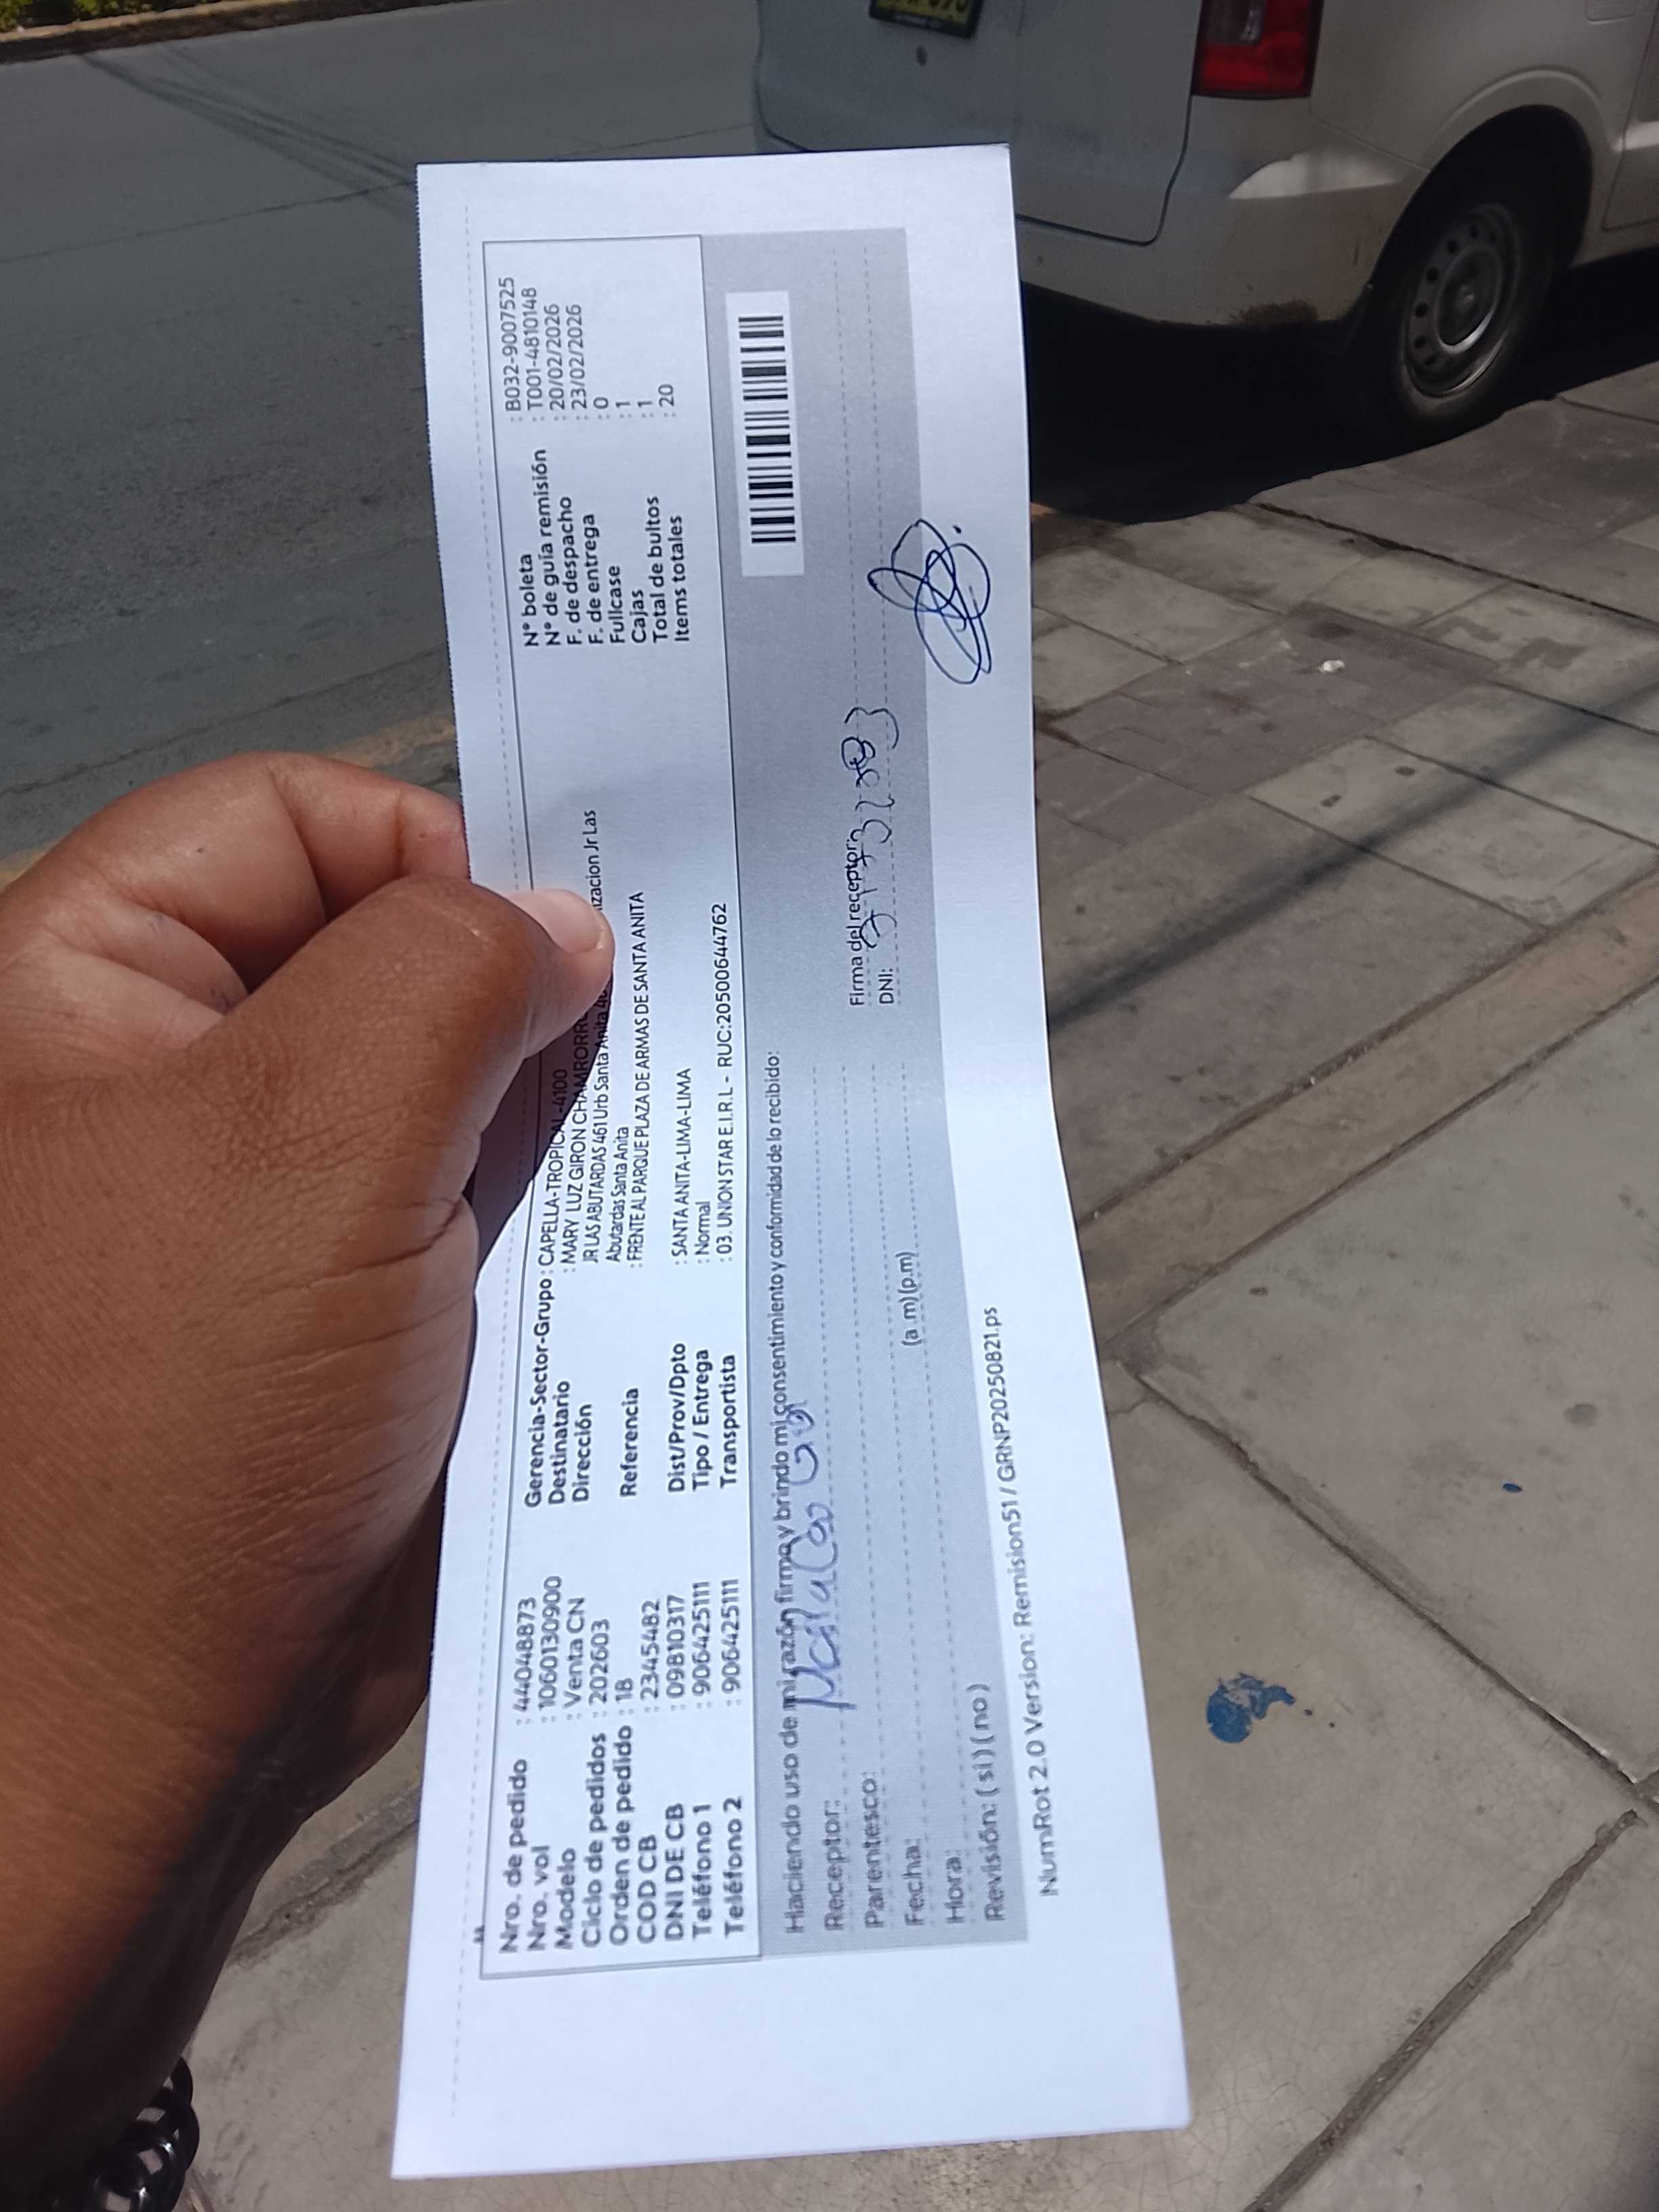 Nro. de pedido : 44048873
Nro. vol : 1060130900
Modelo : Venta CN
Ciclo de pedidos : 202603
Orden de pedido : 18
COD CB : 2345482
DNI DE CB : 09810317
Teléfono 1 : 906425111
Teléfono 2 : 906425111
Gerencia-Sector-Grupo : CAPELLA-TROPICAL-4100
Destinatario : MARY LUZ GIRON
Dirección JR LAS ABUTARDAS 461 Urb Santa Anita izacion Jr Las
Abutardas Santa Anita
Referencia : FRENTE AL PARQUE PLAZA DE ARMAS DE SANTA ANITA
Dist/Prov/Dpto : SANTA ANITA-LIMA-LIMA
Tipo / Entrega : Normal
Transportista : 03. UNION STAR E.I.R.L - RUC:20500644762
N° boleta : B032-9007525
N° de guía remisión : T001-4810148
F. de despacho : 20/02/2026
F. de entrega : 23/02/2026
Fullcase : 0
Cajas : 1
Total de bultos : 1
Items totales : 20
Haciendo uso de mi razón firmo y brindo mi consentimiento y conformidad de lo recibido:
Receptor:
Parentesco:
Fecha:
Hora: (a.m)(p.m)
Revisión: (si)(no)
Firma del receptor:
DNI:
NumRot 2.0 Version: Remision51 / GRNP20250821.ps